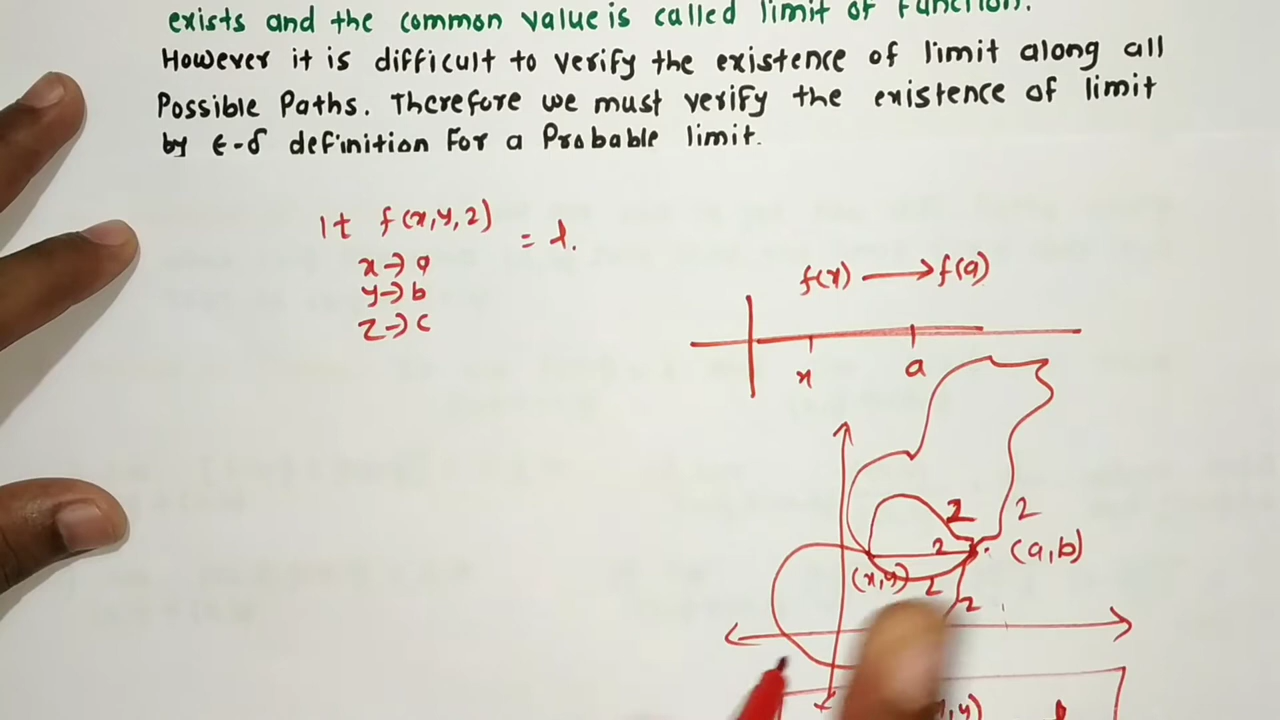 exists and the common value is called limit of function.
However it is difficult to verify the existence of limit along all
Possible Paths. Therefore we must verify the existence of limit
by ϵ-δ definition For a Probable limit.
lt f(x,y,z) = l.
x→a
y→b
z→c
f(x) → f(a)
x a
2 2
2 (a,b)
(x,y) 2
2